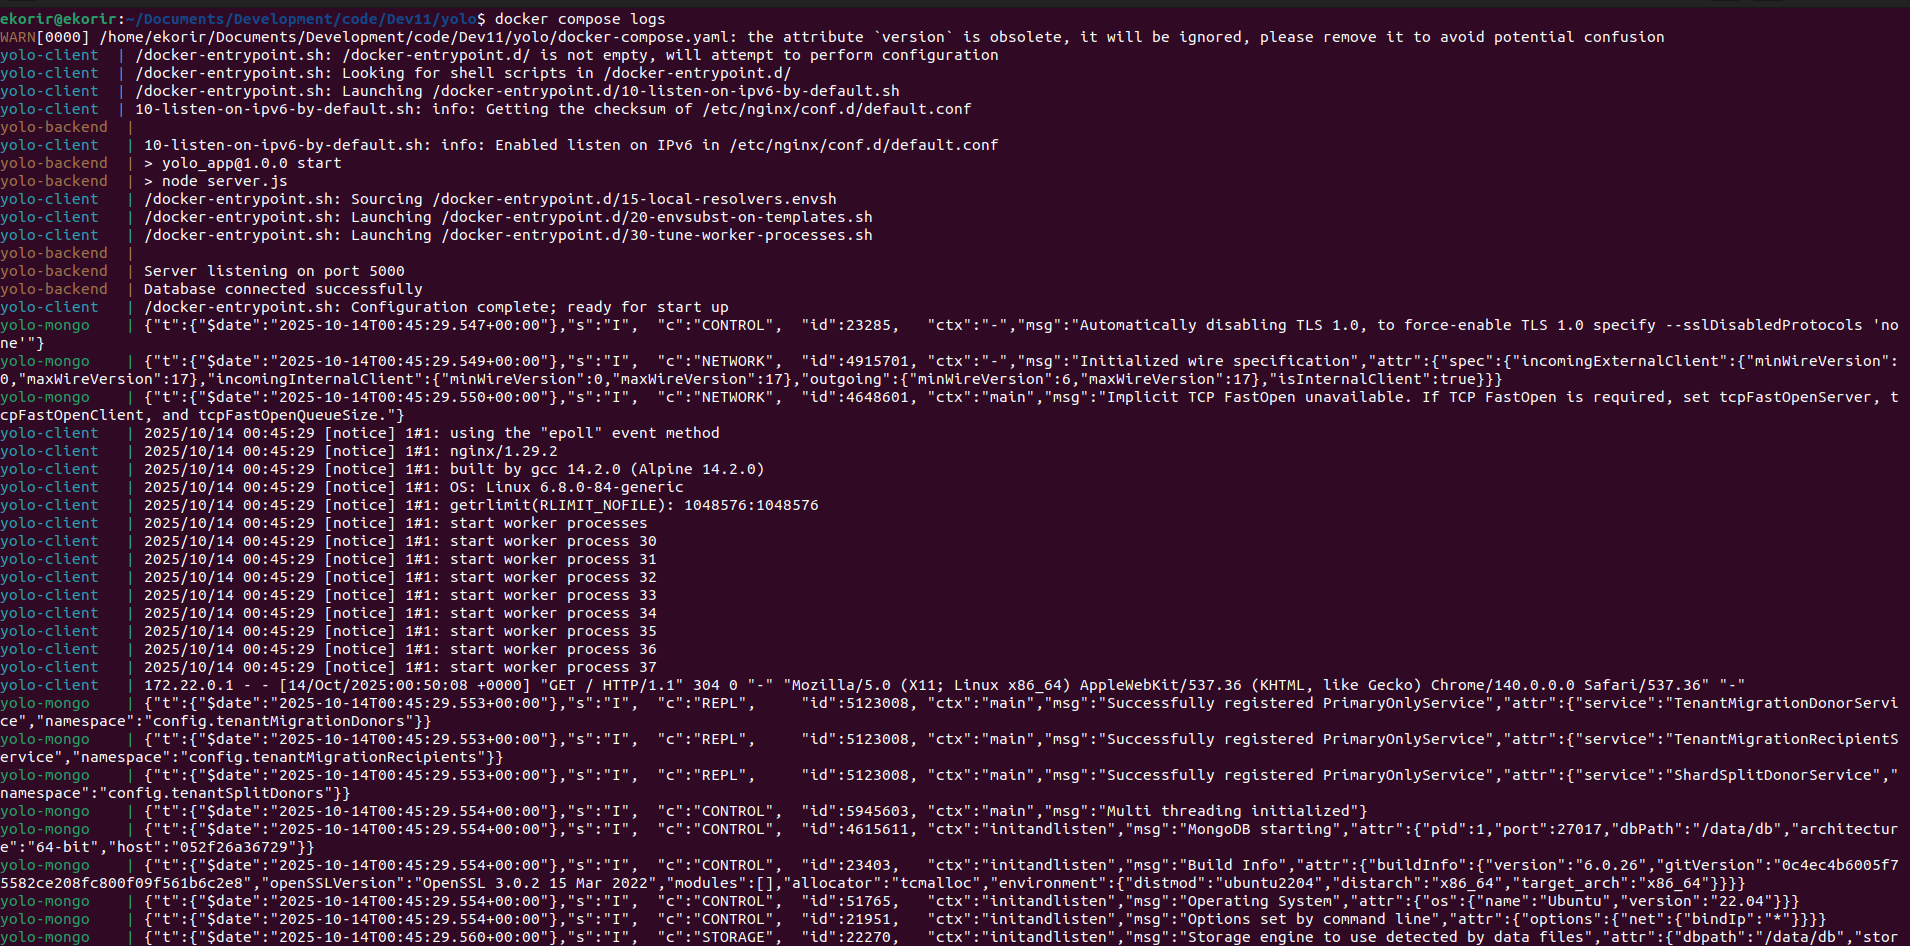 ekorir@ekorir:~/Documents/Development/code/Dev11/yolo$ docker compose logs
WARN[0000] /home/ekorir/Documents/Development/code/Dev11/yolo/docker-compose.yaml: the attribute `version` is obsolete, it will be ignored, please remove it to avoid potential confusion
yolo-client  | /docker-entrypoint.sh: /docker-entrypoint.d/ is not empty, will attempt to perform configuration
yolo-client  | /docker-entrypoint.sh: Looking for shell scripts in /docker-entrypoint.d/
yolo-client  | /docker-entrypoint.sh: Launching /docker-entrypoint.d/10-listen-on-ipv6-by-default.sh
yolo-client  | 10-listen-on-ipv6-by-default.sh: info: Getting the checksum of /etc/nginx/conf.d/default.conf
yolo-backend  |
yolo-client   | 10-listen-on-ipv6-by-default.sh: info: Enabled listen on IPv6 in /etc/nginx/conf.d/default.conf
yolo-backend  | > yolo_app@1.0.0 start
yolo-backend  | > node server.js
yolo-client   | /docker-entrypoint.sh: Sourcing /docker-entrypoint.d/15-local-resolvers.envsh
yolo-client   | /docker-entrypoint.sh: Launching /docker-entrypoint.d/20-envsubst-on-templates.sh
yolo-client   | /docker-entrypoint.sh: Launching /docker-entrypoint.d/30-tune-worker-processes.sh
yolo-backend  |
yolo-backend  | Server listening on port 5000
yolo-backend  | Database connected successfully
yolo-client   | /docker-entrypoint.sh: Configuration complete; ready for start up
yolo-mongo    | {"t":{"$date":"2025-10-14T00:45:29.547+00:00"},"s":"I",  "c":"CONTROL",  "id":23285,   "ctx":"-","msg":"Automatically disabling TLS 1.0, to force-enable TLS 1.0 specify --sslDisabledProtocols 'no
ne'"}
yolo-mongo    | {"t":{"$date":"2025-10-14T00:45:29.549+00:00"},"s":"I",  "c":"NETWORK",  "id":4915701, "ctx":"-","msg":"Initialized wire specification","attr":{"spec":{"incomingExternalClient":{"minWireVersion":
0,"maxWireVersion":17},"incomingInternalClient":{"minWireVersion":0,"maxWireVersion":17},"outgoing":{"minWireVersion":6,"maxWireVersion":17},"isInternalClient":true}}}
yolo-mongo    | {"t":{"$date":"2025-10-14T00:45:29.550+00:00"},"s":"I",  "c":"NETWORK",  "id":4648601, "ctx":"main","msg":"Implicit TCP FastOpen unavailable. If TCP FastOpen is required, set tcpFastOpenServer, t
cpFastOpenClient, and tcpFastOpenQueueSize."}
yolo-client   | 2025/10/14 00:45:29 [notice] 1#1: using the "epoll" event method
yolo-client   | 2025/10/14 00:45:29 [notice] 1#1: nginx/1.29.2
yolo-client   | 2025/10/14 00:45:29 [notice] 1#1: built by gcc 14.2.0 (Alpine 14.2.0)
yolo-client   | 2025/10/14 00:45:29 [notice] 1#1: OS: Linux 6.8.0-84-generic
yolo-client   | 2025/10/14 00:45:29 [notice] 1#1: getrlimit(RLIMIT_NOFILE): 1048576:1048576
yolo-client   | 2025/10/14 00:45:29 [notice] 1#1: start worker processes
yolo-client   | 2025/10/14 00:45:29 [notice] 1#1: start worker process 30
yolo-client   | 2025/10/14 00:45:29 [notice] 1#1: start worker process 31
yolo-client   | 2025/10/14 00:45:29 [notice] 1#1: start worker process 32
yolo-client   | 2025/10/14 00:45:29 [notice] 1#1: start worker process 33
yolo-client   | 2025/10/14 00:45:29 [notice] 1#1: start worker process 34
yolo-client   | 2025/10/14 00:45:29 [notice] 1#1: start worker process 35
yolo-client   | 2025/10/14 00:45:29 [notice] 1#1: start worker process 36
yolo-client   | 2025/10/14 00:45:29 [notice] 1#1: start worker process 37
yolo-client   | 172.22.0.1 - - [14/Oct/2025:00:50:08 +0000] "GET / HTTP/1.1" 304 0 "-" "Mozilla/5.0 (X11; Linux x86_64) AppleWebKit/537.36 (KHTML, like Gecko) Chrome/140.0.0.0 Safari/537.36" "-"
yolo-mongo    | {"t":{"$date":"2025-10-14T00:45:29.553+00:00"},"s":"I",  "c":"REPL",     "id":5123008, "ctx":"main","msg":"Successfully registered PrimaryOnlyService","attr":{"service":"TenantMigrationDonorServi
ce","namespace":"config.tenantMigrationDonors"}}
yolo-mongo    | {"t":{"$date":"2025-10-14T00:45:29.553+00:00"},"s":"I",  "c":"REPL",     "id":5123008, "ctx":"main","msg":"Successfully registered PrimaryOnlyService","attr":{"service":"TenantMigrationRecipientS
ervice","namespace":"config.tenantMigrationRecipients"}}
yolo-mongo    | {"t":{"$date":"2025-10-14T00:45:29.553+00:00"},"s":"I",  "c":"REPL",     "id":5123008, "ctx":"main","msg":"Successfully registered PrimaryOnlyService","attr":{"service":"ShardSplitDonorService","
namespace":"config.tenantSplitDonors"}}
yolo-mongo    | {"t":{"$date":"2025-10-14T00:45:29.554+00:00"},"s":"I",  "c":"CONTROL",  "id":5945603, "ctx":"main","msg":"Multi threading initialized"}
yolo-mongo    | {"t":{"$date":"2025-10-14T00:45:29.554+00:00"},"s":"I",  "c":"CONTROL",  "id":4615611, "ctx":"initandlisten","msg":"MongoDB starting","attr":{"pid":1,"port":27017,"dbPath":"/data/db","architectur
e":"64-bit","host":"052f26a36729"}}
yolo-mongo    | {"t":{"$date":"2025-10-14T00:45:29.554+00:00"},"s":"I",  "c":"CONTROL",  "id":23403,   "ctx":"initandlisten","msg":"Build Info","attr":{"buildInfo":{"version":"6.0.26","gitVersion":"0c4ec4b6005f7
5582ce208fc800f09f561b6c2e8","openSSLVersion":"OpenSSL 3.0.2 15 Mar 2022","modules":[],"allocator":"tcmalloc","environment":{"distmod":"ubuntu2204","distarch":"x86_64","target_arch":"x86_64"}}}}
yolo-mongo    | {"t":{"$date":"2025-10-14T00:45:29.554+00:00"},"s":"I",  "c":"CONTROL",  "id":51765,   "ctx":"initandlisten","msg":"Operating System","attr":{"os":{"name":"Ubuntu","version":"22.04"}}}
yolo-mongo    | {"t":{"$date":"2025-10-14T00:45:29.554+00:00"},"s":"I",  "c":"CONTROL",  "id":21951,   "ctx":"initandlisten","msg":"Options set by command line","attr":{"options":{"net":{"bindIp":"*"}}}}
yolo-mongo    | {"t":{"$date":"2025-10-14T00:45:29.560+00:00"},"s":"I",  "c":"STORAGE",  "id":22270,   "ctx":"initandlisten","msg":"Storage engine to use detected by data files","attr":{"dbpath":"/data/db","stor